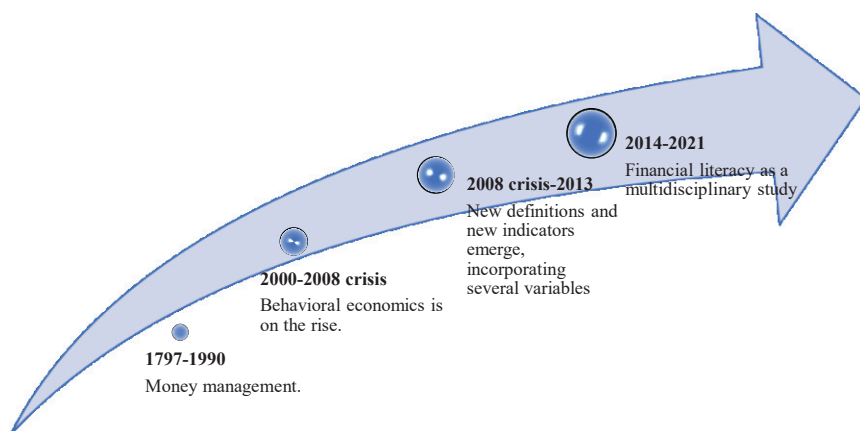 1797-1990
Money management.
2000-2008 crisis
Behavioral economics is
on the rise.
2008 crisis-2013
New definitions and
new indicators
emerge,
incorporating
several variables
2014-2021
Financial literacy as a
multidisciplinary study